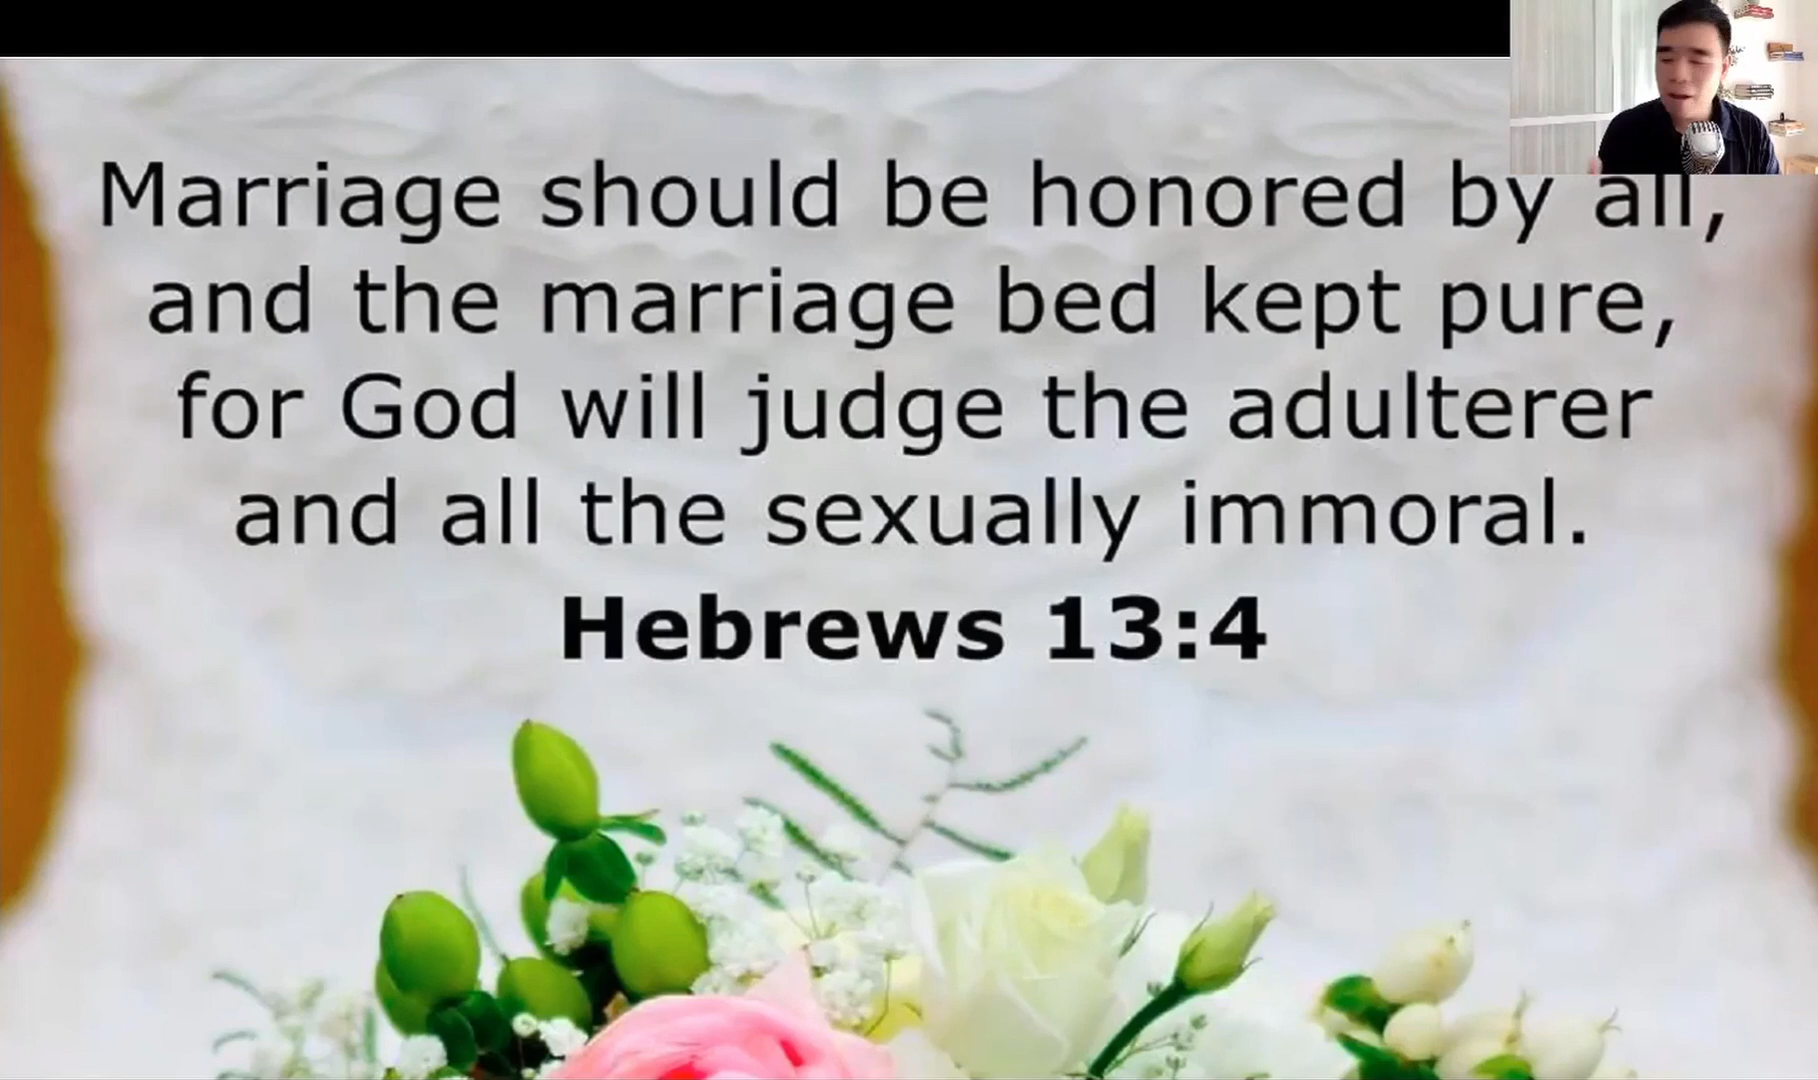 Marriage should be honored by all,
and the marriage bed kept pure,
for God will judge the adulterer
and all the sexually immoral.
Hebrews 13:4